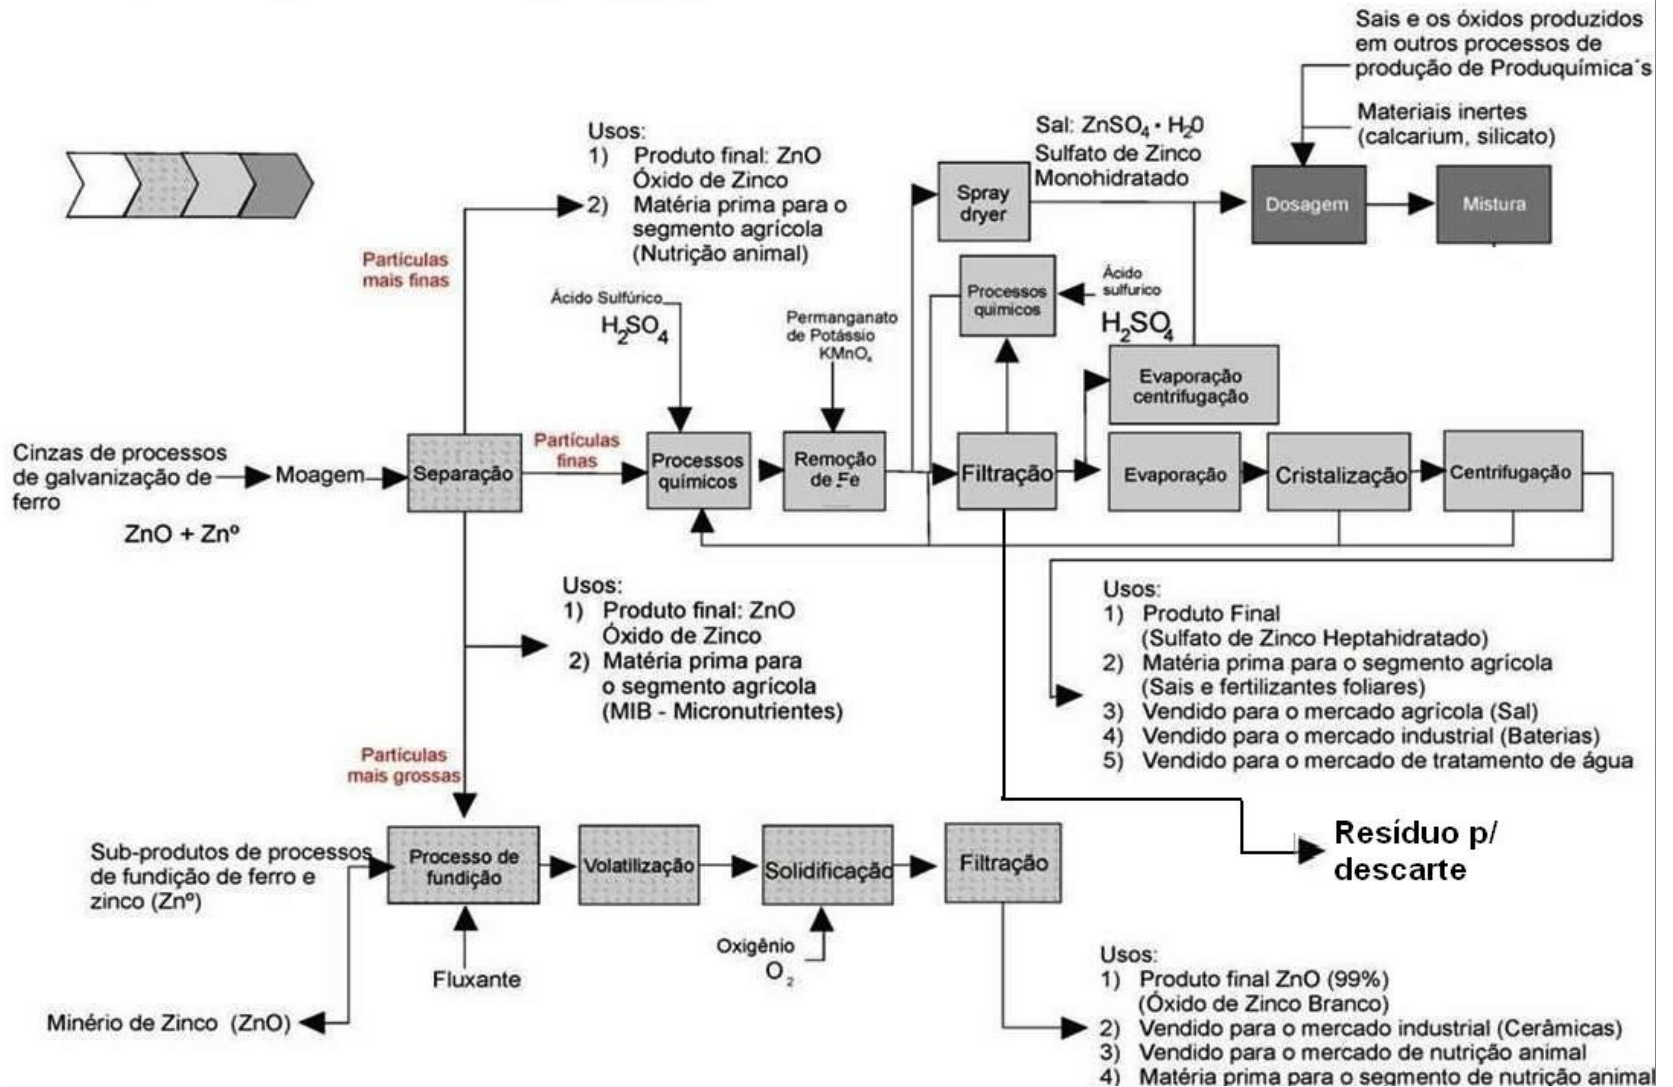 Sais e os óxidos produzidos
em outros processos de
produção de Produquímica´s
Materiais inertes
(calcarium, silicato)
Usos:
1) Produto final: ZnO
Óxido de Zinco
2) Matéria prima para o
segmento agrícola
(Nutrição animal)
Sal: ZnSO₄ · H₂0
Sulfato de Zinco
Monohidratado
Spray
dryer
Dosagem
Mistura
Partículas
mais finas
Ácido Sulfúrico
H₂SO₄
Permanganato
de Potássio
KMnO₄
Processos
quimicos
Ácido
sulfurico
H₂SO₄
Evaporação
centrifugação
Cinzas de processos
de galvanização de
ferro
ZnO + Znº
Moagem
Separação
Partículas
finas
Processos
químicos
Remoção
de Fe
Filtração
Evaporação
Cristalização
Centrifugação
Usos:
1) Produto final: ZnO
Óxido de Zinco
2) Matéria prima para
o segmento agrícola
(MIB - Micronutrientes)
Usos:
1) Produto Final
(Sulfato de Zinco Heptahidratado)
2) Matéria prima para o segmento agrícola
(Sais e fertilizantes foliares)
3) Vendido para o mercado agrícola (Sal)
4) Vendido para o mercado industrial (Baterias)
5) Vendido para o mercado de tratamento de água
Partículas
mais grossas
Resíduo p/
descarte
Sub-produtos de processos
de fundição de ferro e
zinco (Znº)
Processo de
fundição
Volatilização
Solidificação
Filtração
Fluxante
Oxigênio
O₂
Minério de Zinco (ZnO)
Usos:
1) Produto final ZnO (99%)
(Óxido de Zinco Branco)
2) Vendido para o mercado industrial (Cerâmicas)
3) Vendido para o mercado de nutrição animal
4) Matéria prima para o segmento de nutrição animal